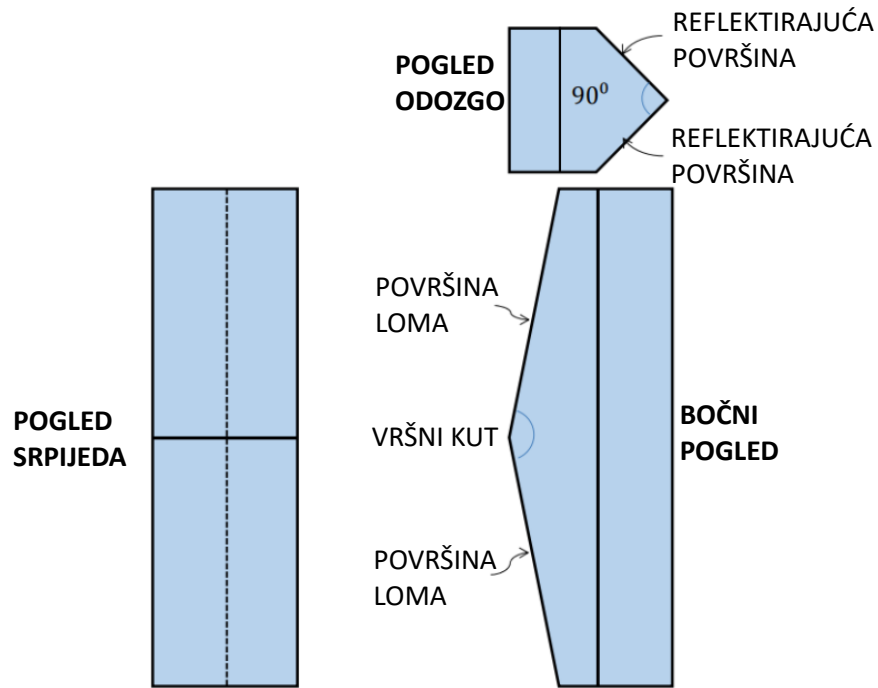 REFLEKTIRAJUĆA
POVRŠINA
POGLED
ODOZGO
90⁰
REFLEKTIRAJUĆA
POVRŠINA
POVRŠINA
LOMA
POGLED
SRPIJEDA
VRŠNI KUT
BOČNI
POGLED
POVRŠINA
LOMA